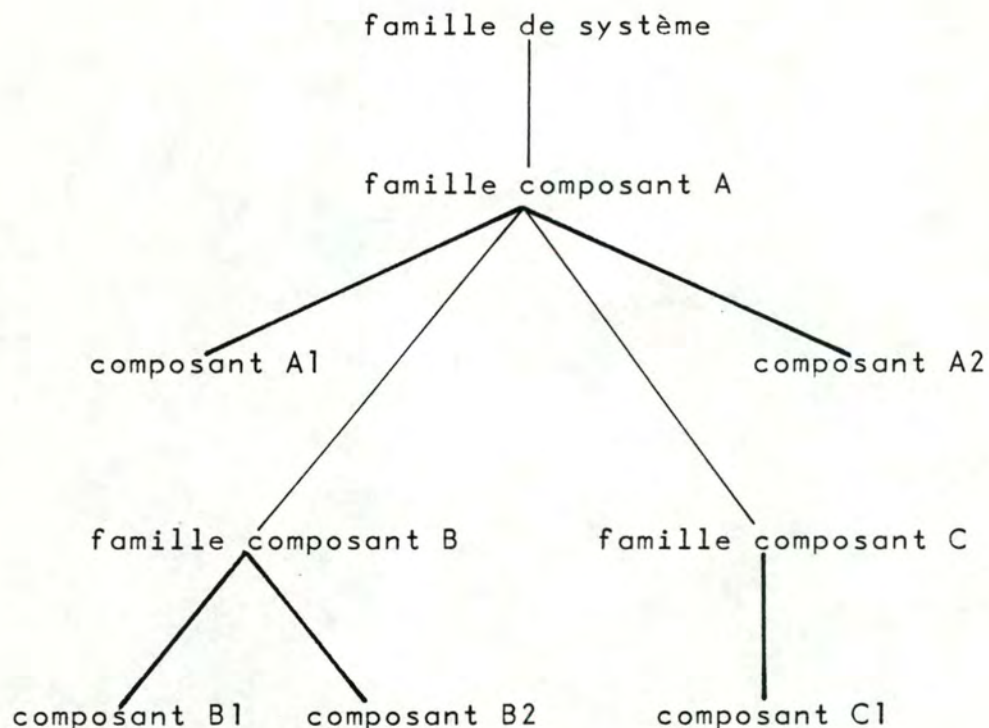 famille de système
famille composant A
composant A1
composant A2
famille composant B
famille composant C
composant B1
composant B2
composant C1